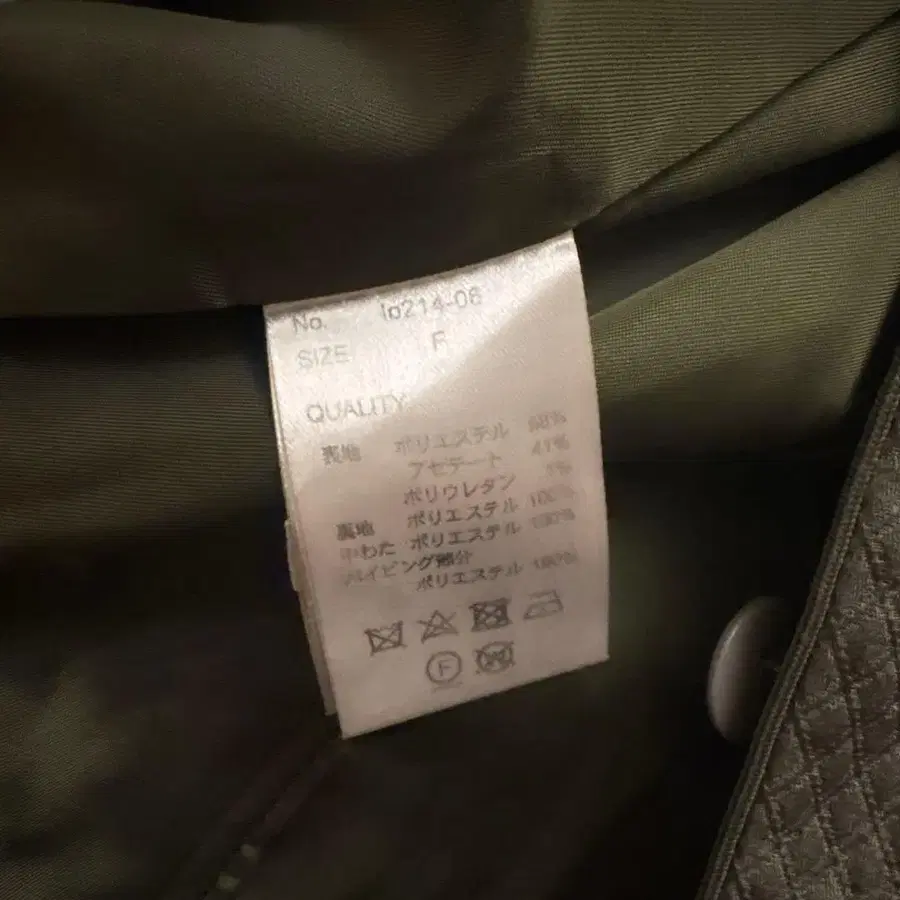 No. lo214-06
SIZE F
QUALITY
表地 ポリエステル 58%
アセテート 41%
ポリウレタン 1%
裏地 ポリエステル 100%
中わた ポリエステル 100%
パイピング部分
ポリエステル 100%
F W